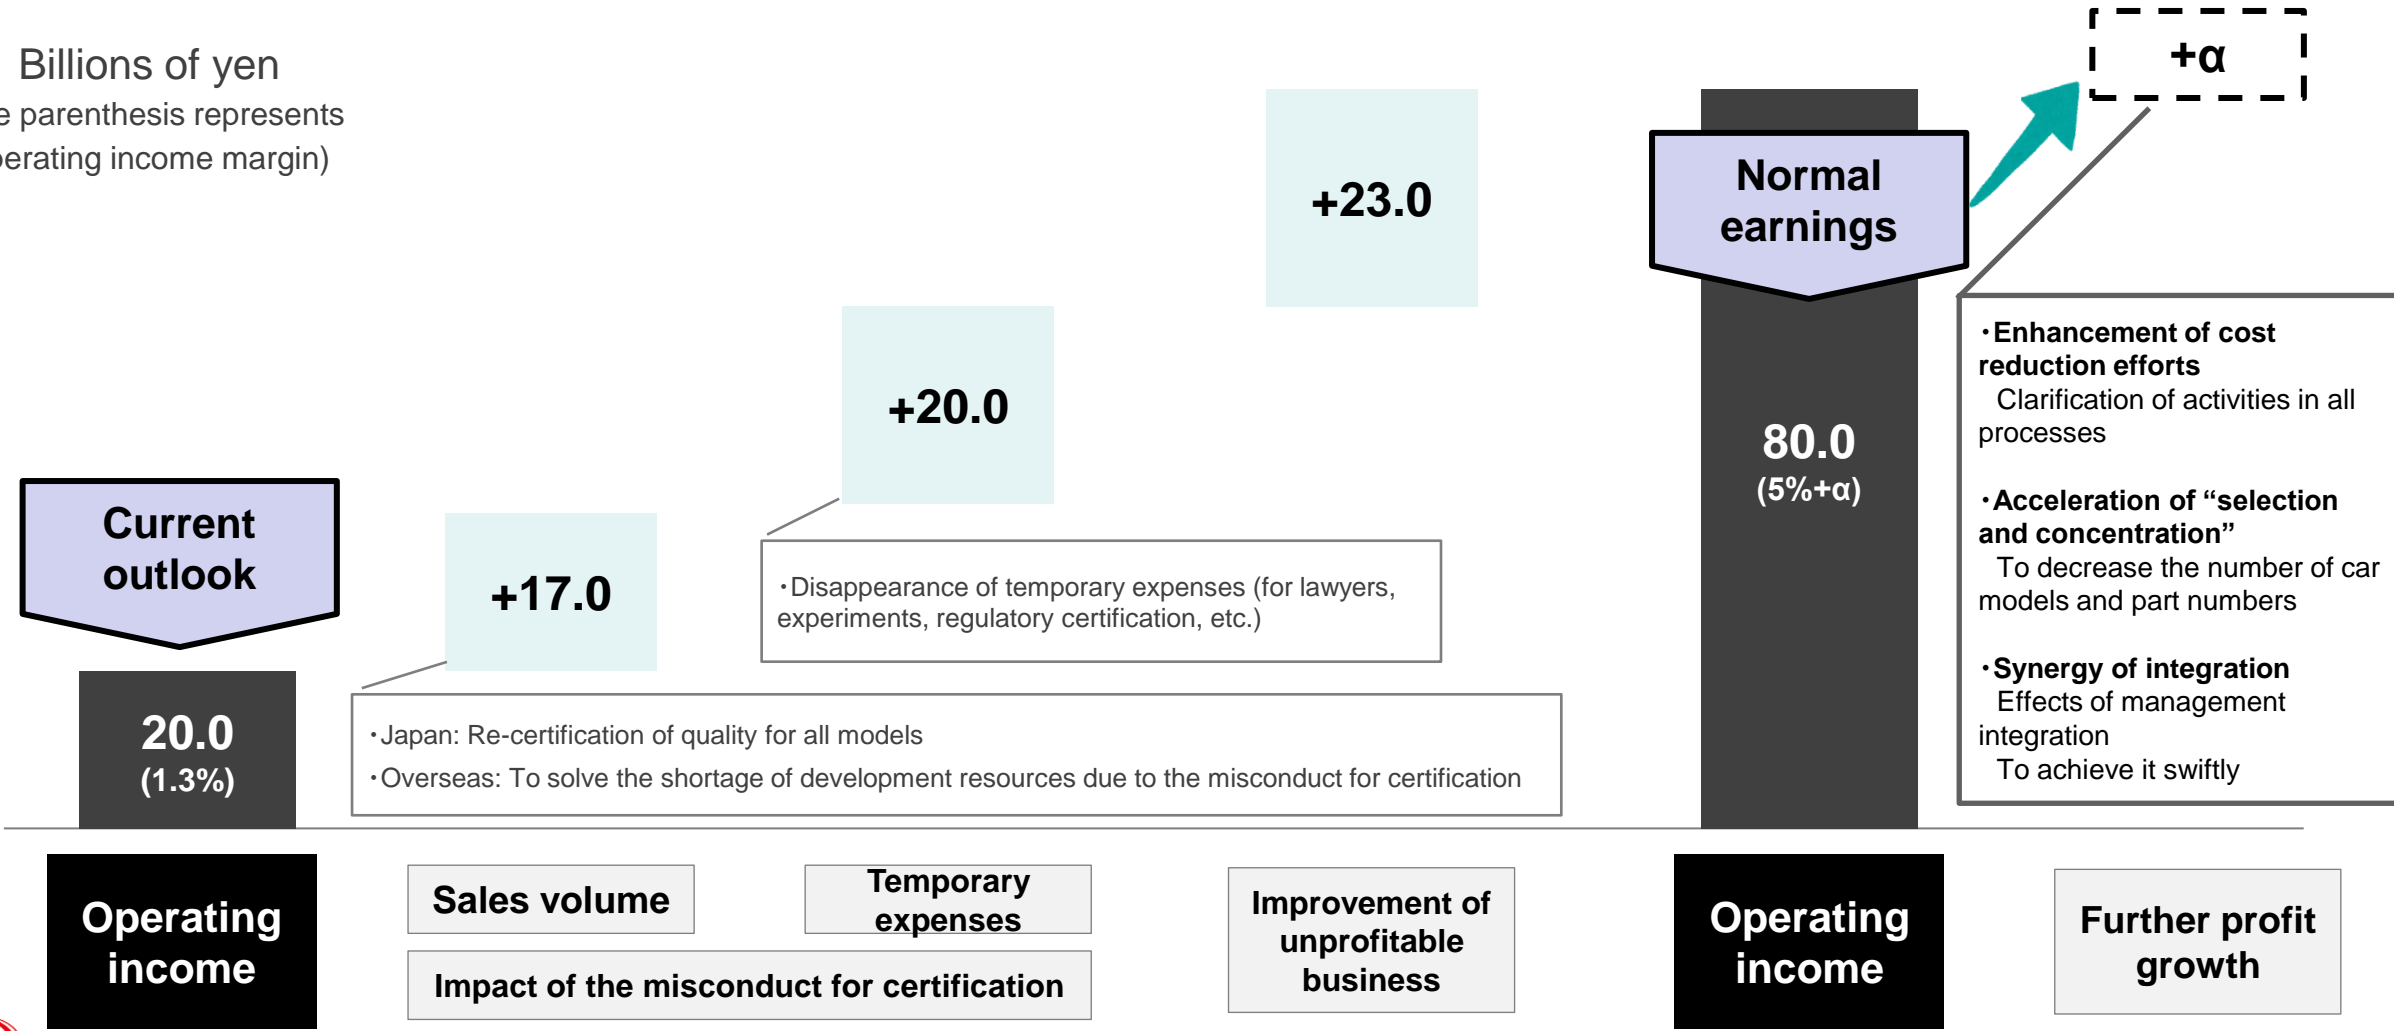 Billions of yen
parenthesis represents
income margin)
+α
+23.0
Normal
earnings
+20.0
・Enhancement of cost
reduction efforts
Clarification of activities in all
processes
・Acceleration of “selection
and concentration”
To decrease the number of car
models and part numbers
・Synergy of integration
Effects of management
integration
To achieve it swiftly
80.0
(5%+α)
Current
outlook
+17.0
・Disappearance of temporary expenses (for lawyers,
experiments, regulatory certification, etc.)
20.0
(1.3%)
・Japan: Re-certification of quality for all models
・Overseas: To solve the shortage of development resources due to the misconduct for certification
Operating
income
Sales volume
Temporary
expenses
Impact of the misconduct for certification
Improvement of
unprofitable
business
Operating
income
Further profit
growth